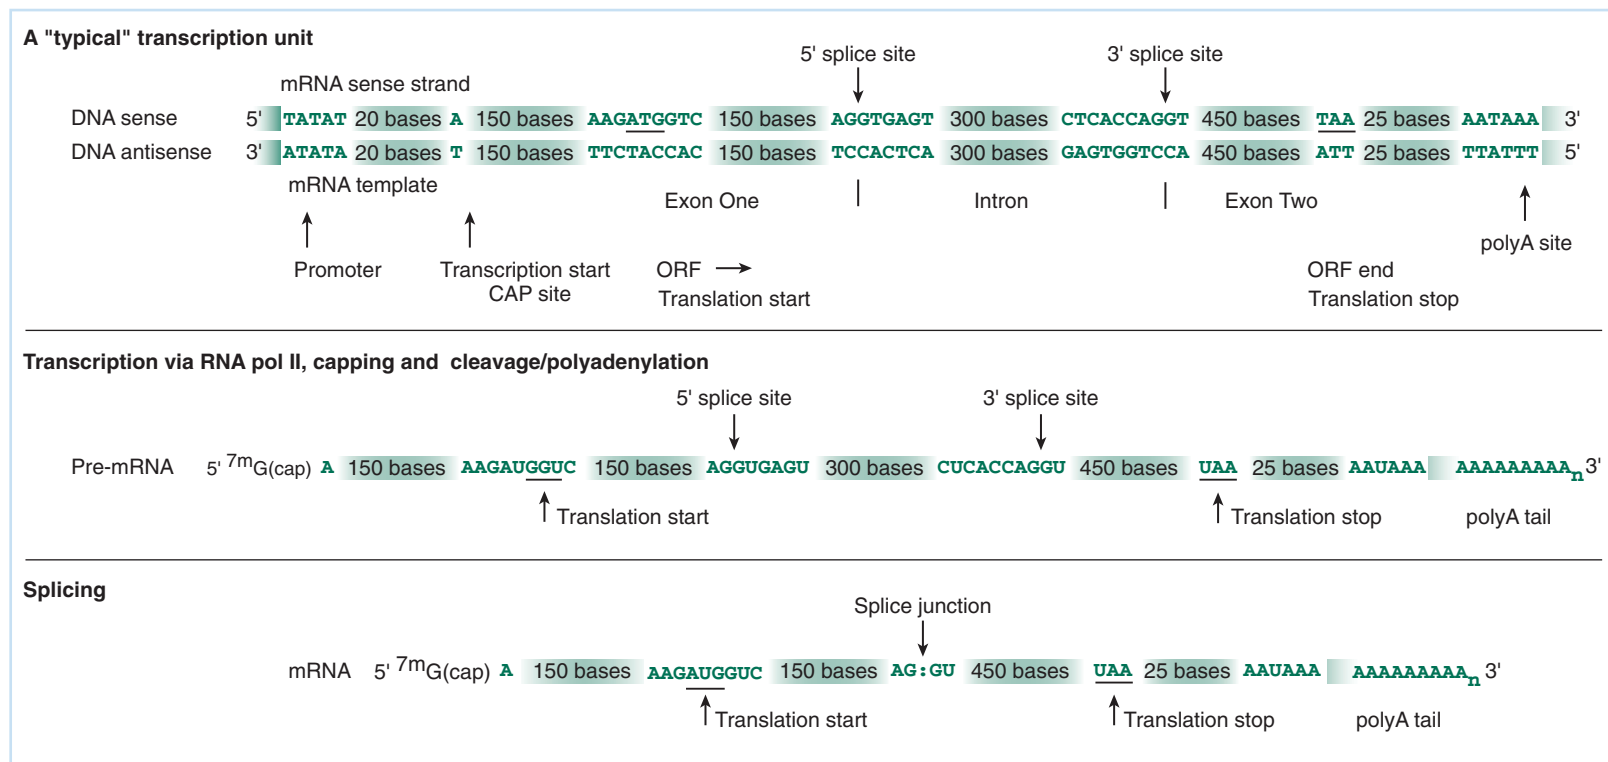 A "typical" transcription unit
5' splice site
3' splice site
mRNA sense strand
DNA sense 5' TATAT 20 bases A 150 bases AAGATGGTC 150 bases AGGTGAGT 300 bases CTCACCAGGT 450 bases TAA 25 bases AATAAA 3'
DNA antisense 3' ATATA 20 bases T 150 bases TTCTACCAC 150 bases TCCACTCA 300 bases GAGTGGTCCA 450 bases ATT 25 bases TTATTT 5'
mRNA template
Exon One Intron Exon Two
polyA site
Promoter Transcription start ORF ORF end
CAP site Translation start Translation stop
Transcription via RNA pol II, capping and cleavage/polyadenylation
5' splice site 3' splice site
Pre-mRNA 5' 7mG(cap) A 150 bases AAGAUGGUC 150 bases AGGUGAGU 300 bases CUCACCAGGU 450 bases UAA 25 bases AAUAAA AAAAAAAAAn 3'
Translation start Translation stop polyA tail
Splicing
Splice junction
mRNA 5' 7mG(cap) A 150 bases AAGAUGGUC 150 bases AG:GU 450 bases UAA 25 bases AAUAAA AAAAAAAAAn 3'
Translation start Translation stop polyA tail